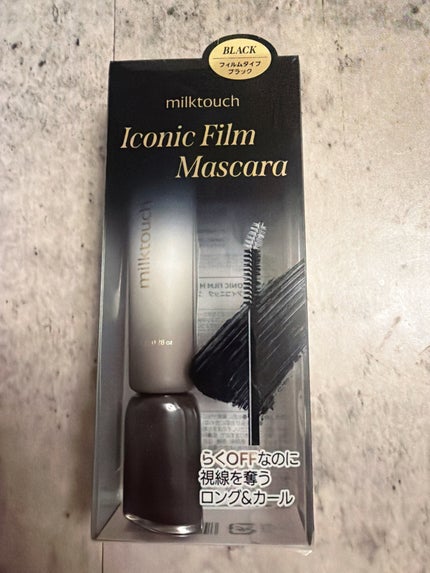 BLACK
フィルムタイプ
ブラック
milktouch
Iconic Film
Mascara
milktouch
らくOFFなのに
視線を奪う
ロング&カール